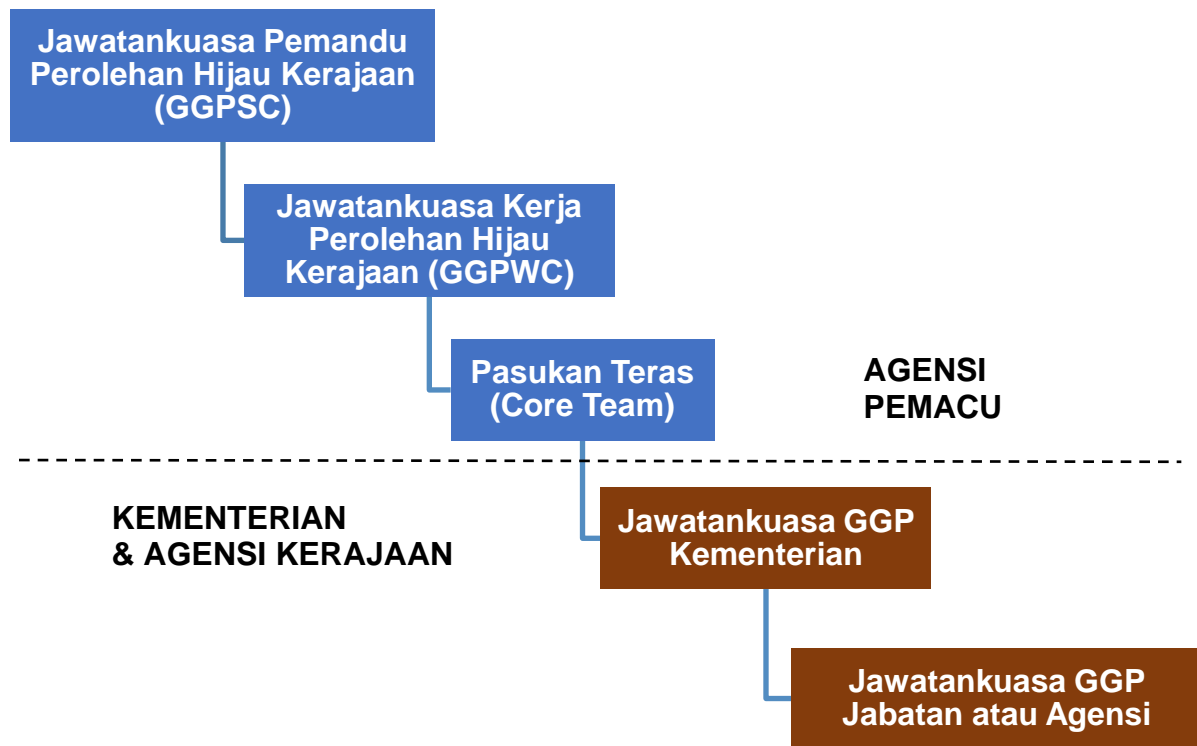 Jawatankuasa Pemandu
Perolehan Hijau Kerajaan
(GGPSC)
Jawatankuasa Kerja
Perolehan Hijau
Kerajaan (GGPWC)
Pasukan Teras
(Core Team)
AGENSI
PEMACU
KEMENTERIAN
& AGENSI KERAJAAN
Jawatankuasa GGP
Kementerian
Jawatankuasa GGP
Jabatan atau Agensi